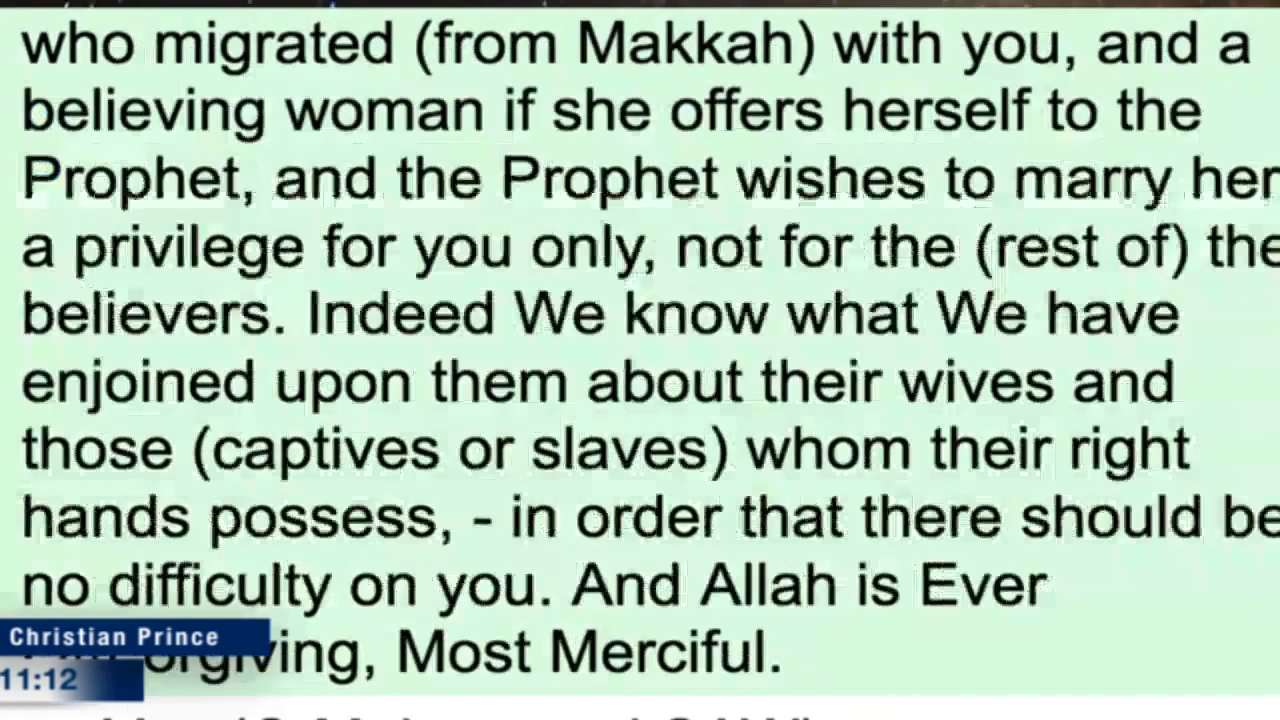 who migrated (from Makkah) with you, and a
believing woman if she offers herself to the
Prophet, and the Prophet wishes to marry her
a privilege for you only, not for the (rest of) the
believers. Indeed We know what We have
enjoined upon them about their wives and
those (captives or slaves) whom their right
hands possess, - in order that there should be
no difficulty on you. And Allah is Ever
Christian Prince
orgiving, Most Merciful.
11:12